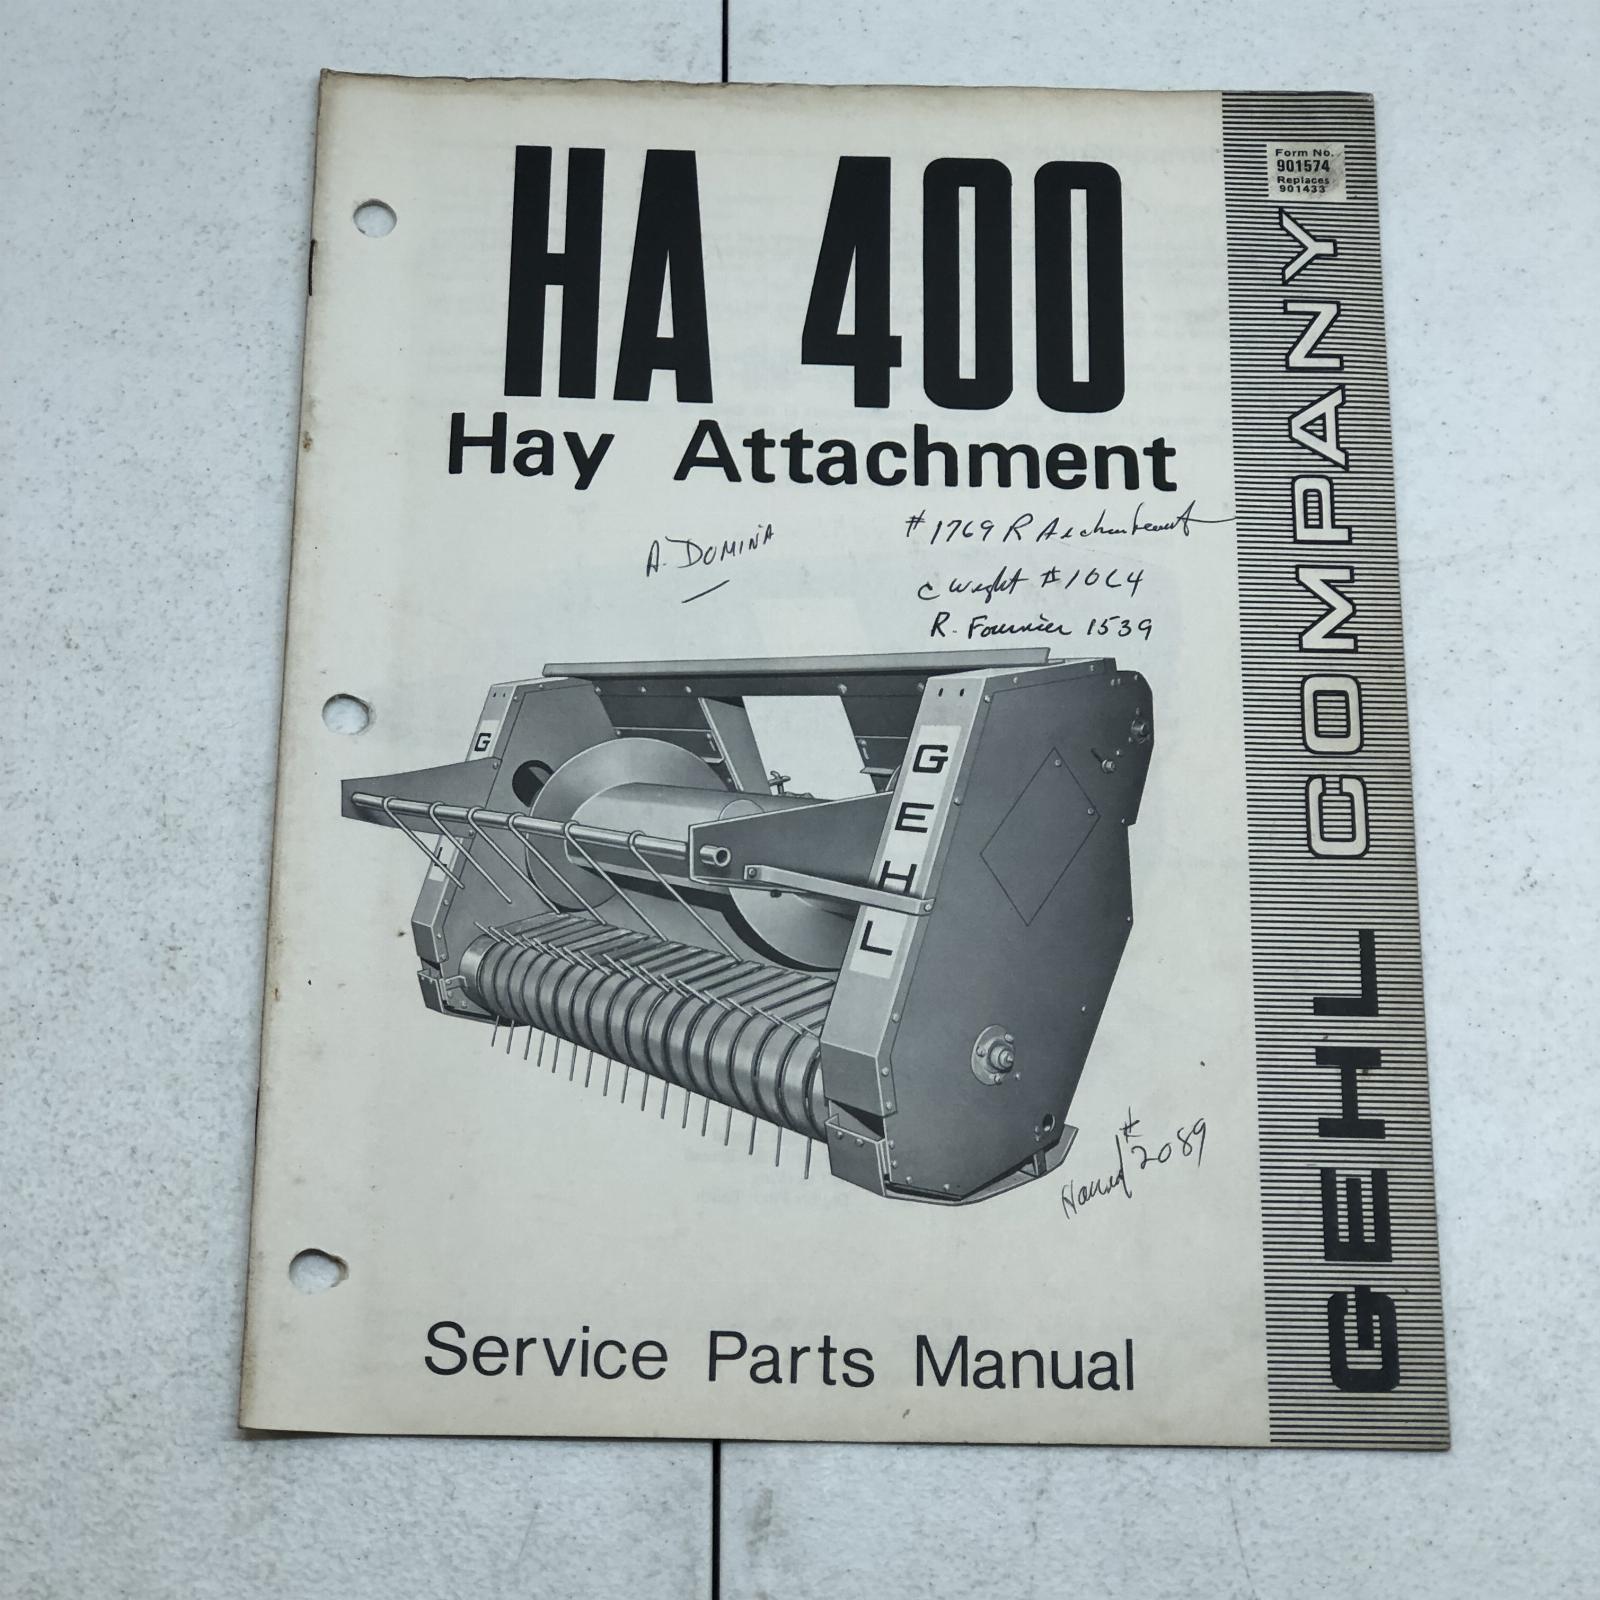 Form No.
901574
Replaces
901433
HA 400
Hay Attachment
A. DOMINA
#1769 R
C Wright #1064
R. Fournier 1539
G
L
GEHL
#2089
Service Parts Manual
GEHL COMPANY